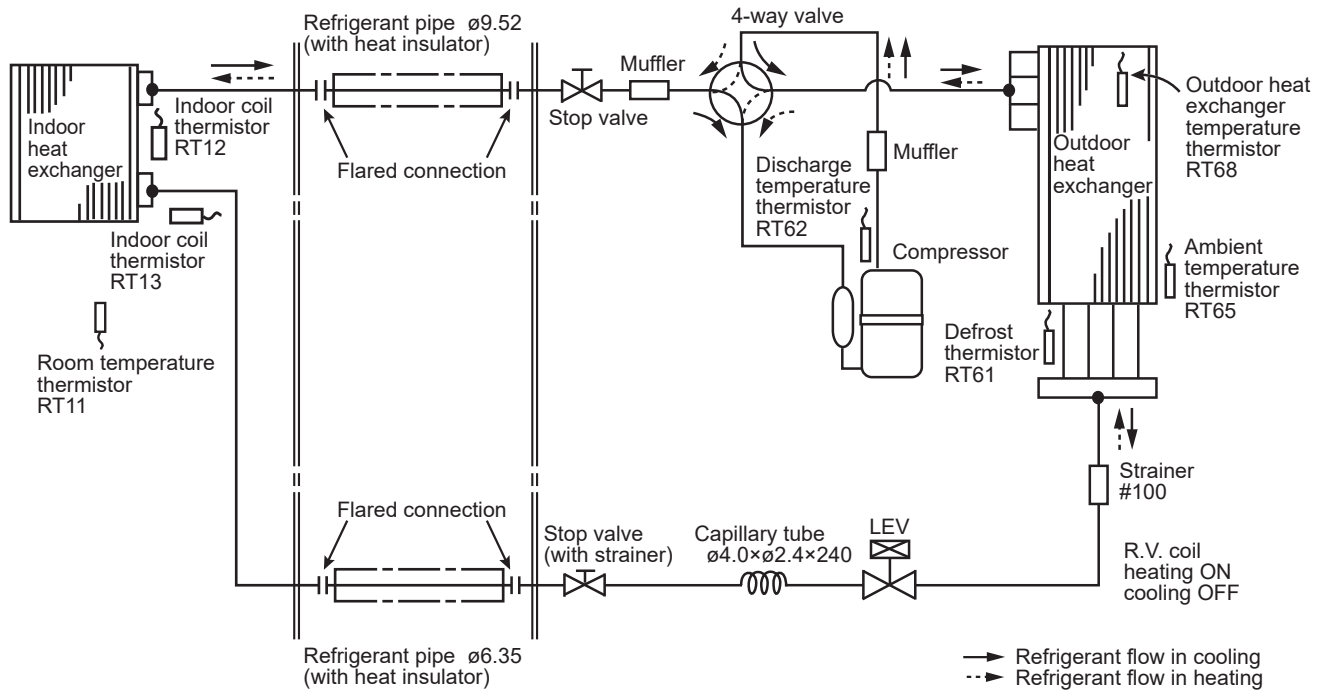 Refrigerant pipe ø9.52
(with heat insulator)
4-way valve
Muffler
Stop valve
Indoor
heat
exchanger
Indoor coil
thermistor
RT12
Flared connection
Indoor coil
thermistor
RT13
Room temperature
thermistor
RT11
Discharge
temperature
thermistor
RT62
Muffler
Compressor
Outdoor
heat
exchanger
Outdoor heat
exchanger
temperature
thermistor
RT68
Ambient
temperature
thermistor
RT65
Defrost
thermistor
RT61
Strainer
#100
Flared connection
Stop valve
(with strainer)
Capillary tube
ø4.0×ø2.4×240
LEV
R.V. coil
heating ON
cooling OFF
Refrigerant pipe ø6.35
(with heat insulator)
Refrigerant flow in cooling
Refrigerant flow in heating